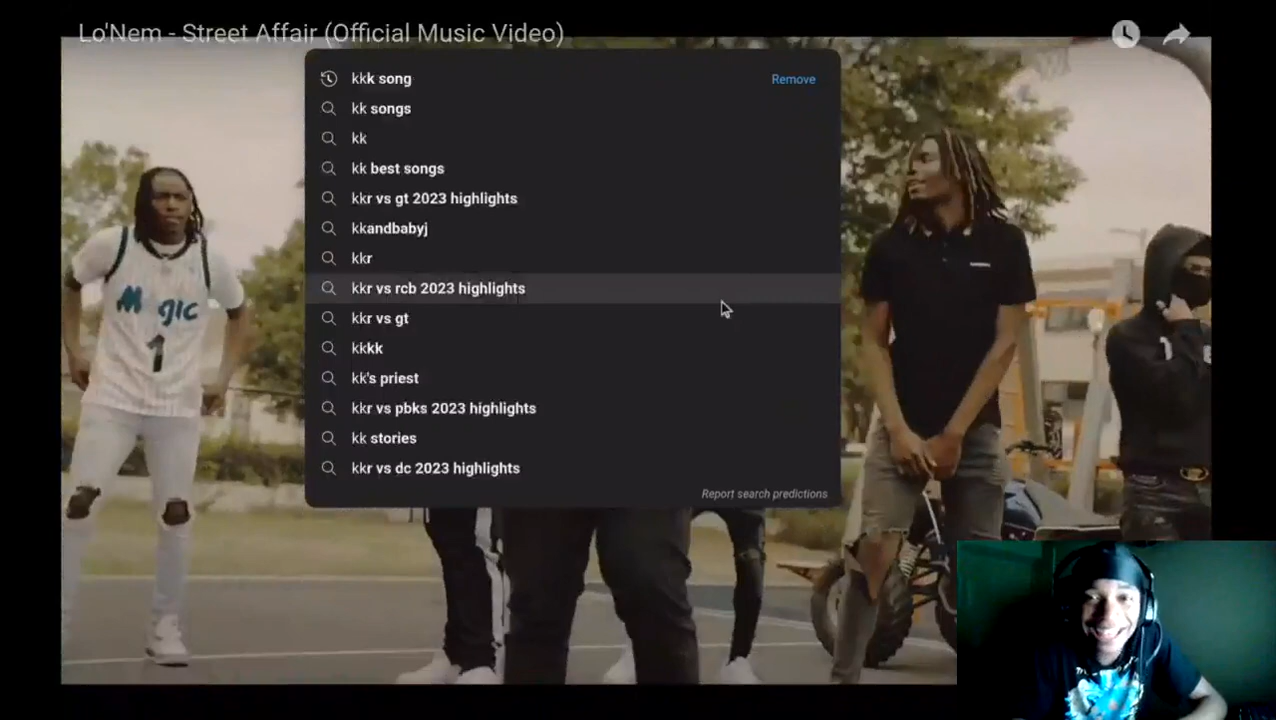 Lo'Nem - Street Affair (Official Music Video)
kkk song
Remove
kk songs
kk
kk best songs
kkr vs gt 2023 highlights
kkandbabyj
kkr
kkr vs rcb 2023 highlights
kkr vs gt
kkkk
kk's priest
kkr vs pbks 2023 highlights
kk stories
kkr vs dc 2023 highlights
Report search predictions
Magic
1
1